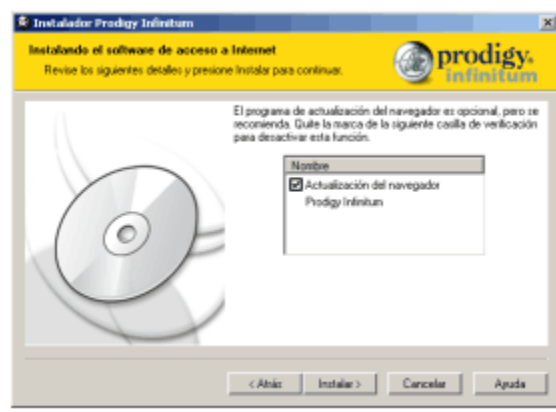 Instalador Prodigy Infinitum
Instalando el software de acceso a Internet
Revise los siguientes detalles y presione Instalar para continuar.
prodigy
infinitum
El programa de actualización del navegador es opcional, pero se
recomienda. Quite la marca de la siguiente casilla de verificación
para desactivar esta función.
Nombre
Actualización del navegador
Prodigy Infinitum
< Atrás
Instalar >
Cancelar
Ayuda